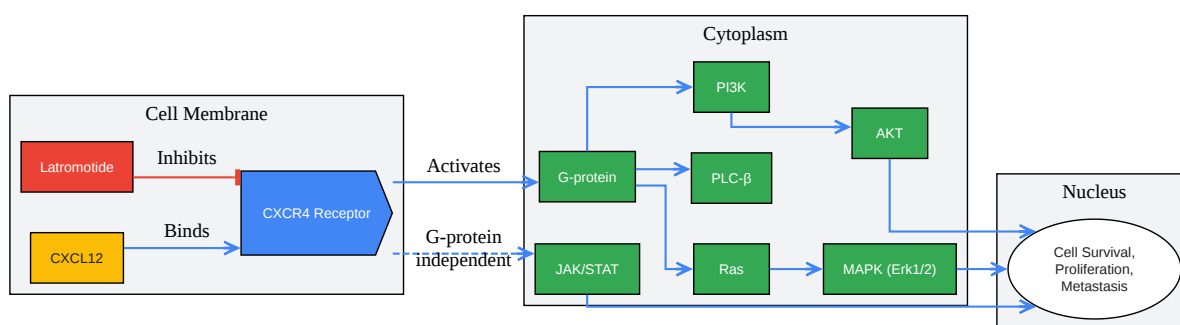 Cell Membrane
Latromotide
Inhibits
CXCR4 Receptor
CXCL12
Binds
Activates
G-protein
independent
Cytoplasm
PI3K
AKT
G-protein
PLC-β
JAK/STAT
Ras
MAPK (Erk1/2)
Nucleus
Cell Survival,
Proliferation,
Metastasis